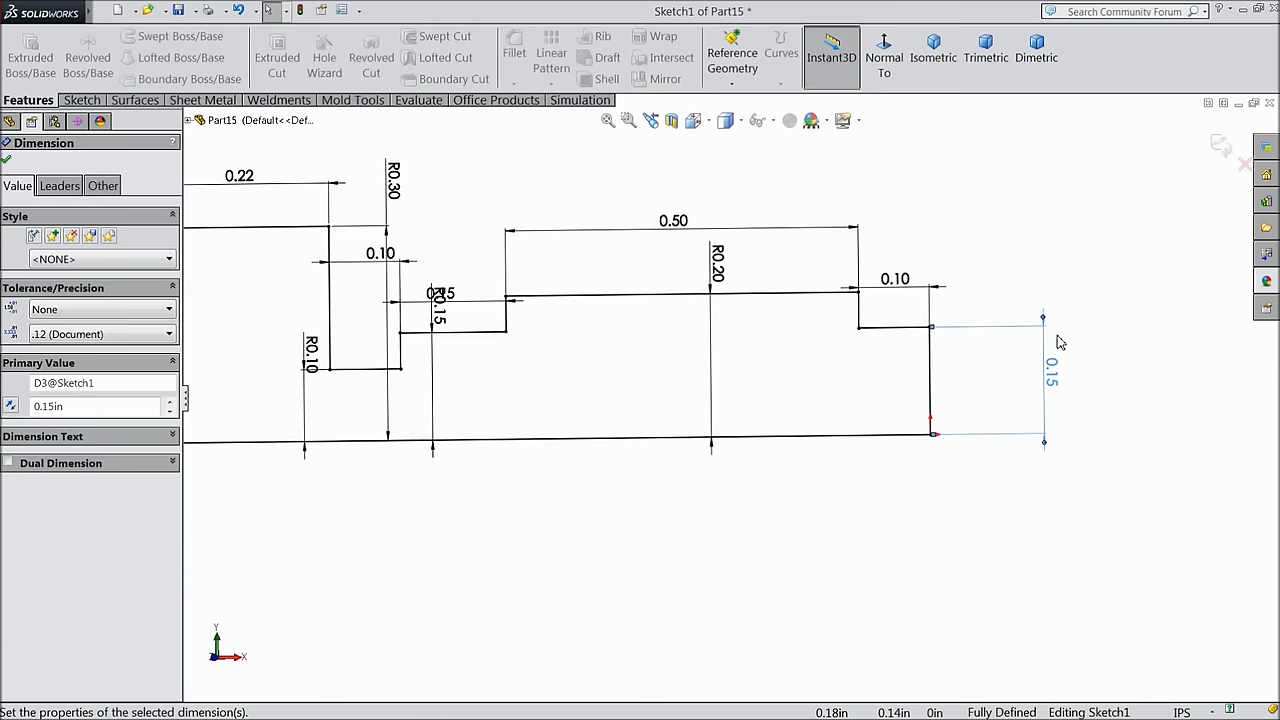 SOLIDWORKS
Sketch1 of Part15 *
Search Community Forum
Extruded Boss/Base
Revolved Boss/Base
Swept Boss/Base
Lofted Boss/Base
Boundary Boss/Base
Extruded Cut
Hole Wizard
Revolved Cut
Swept Cut
Lofted Cut
Boundary Cut
Fillet
Linear Pattern
Rib
Draft
Shell
Wrap
Intersect
Mirror
Reference Geometry
Curves
Instant3D
Normal To
Isometric
Trimetric
Dimetric
Features
Sketch
Surfaces
Sheet Metal
Weldments
Mold Tools
Evaluate
Office Products
Simulation
Part15 (Default<<Def...
Dimension
?
Value
Leaders
Other
Style
<NONE>
Tolerance/Precision
None
.12 (Document)
Primary Value
D3@Sketch1
0.15in
Dimension Text
Dual Dimension
0.22
R0.30
0.10
R0.15
R0.10
0.50
R0.20
0.10
0.15
Y
X
Set the properties of the selected dimension(s).
0.18in
0.14in
0in
Fully Defined
Editing Sketch1
IPS